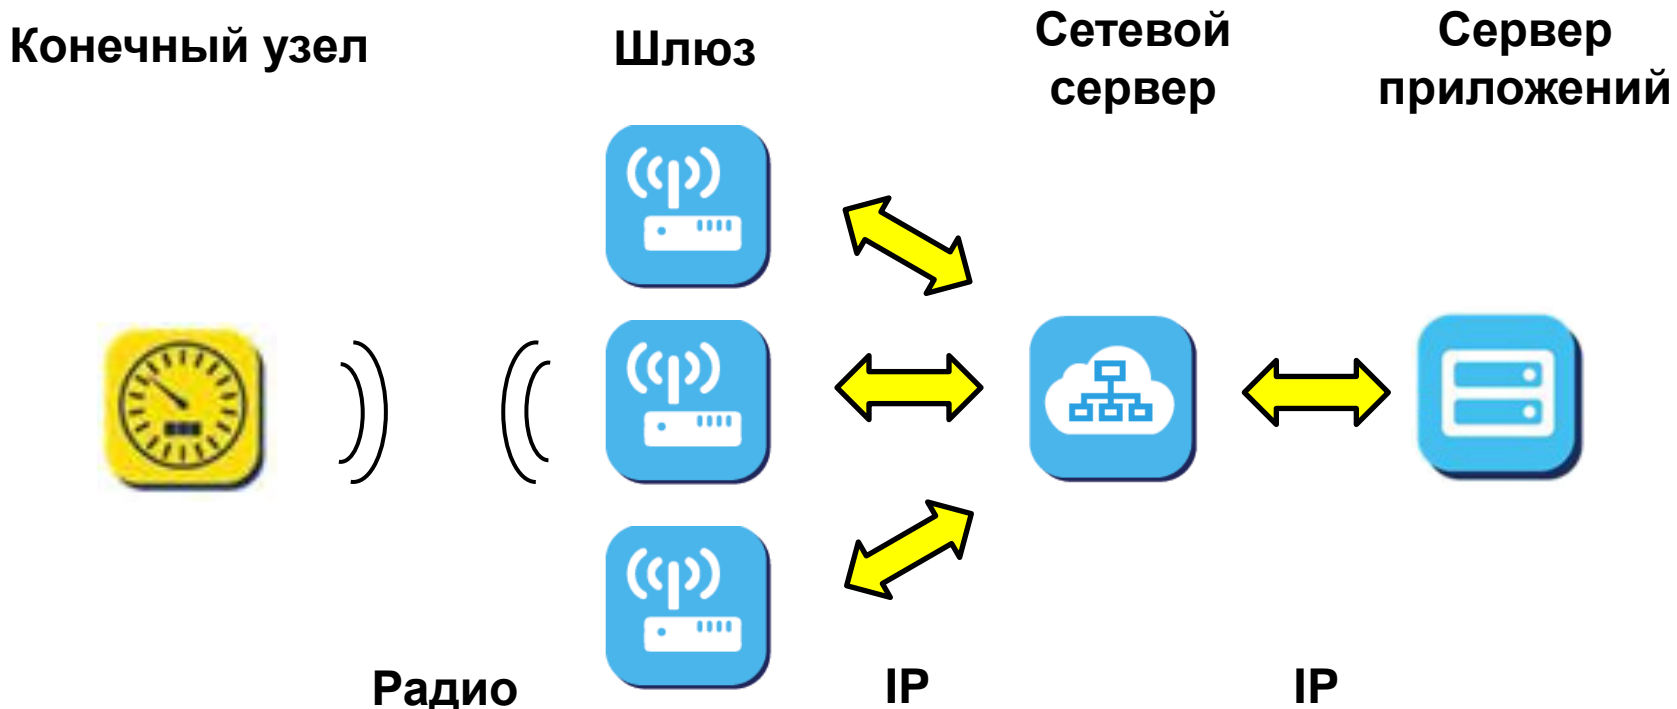 Конечный узел
Шлюз
Сетевой
сервер
Сервер
приложений
Радио
IP
IP